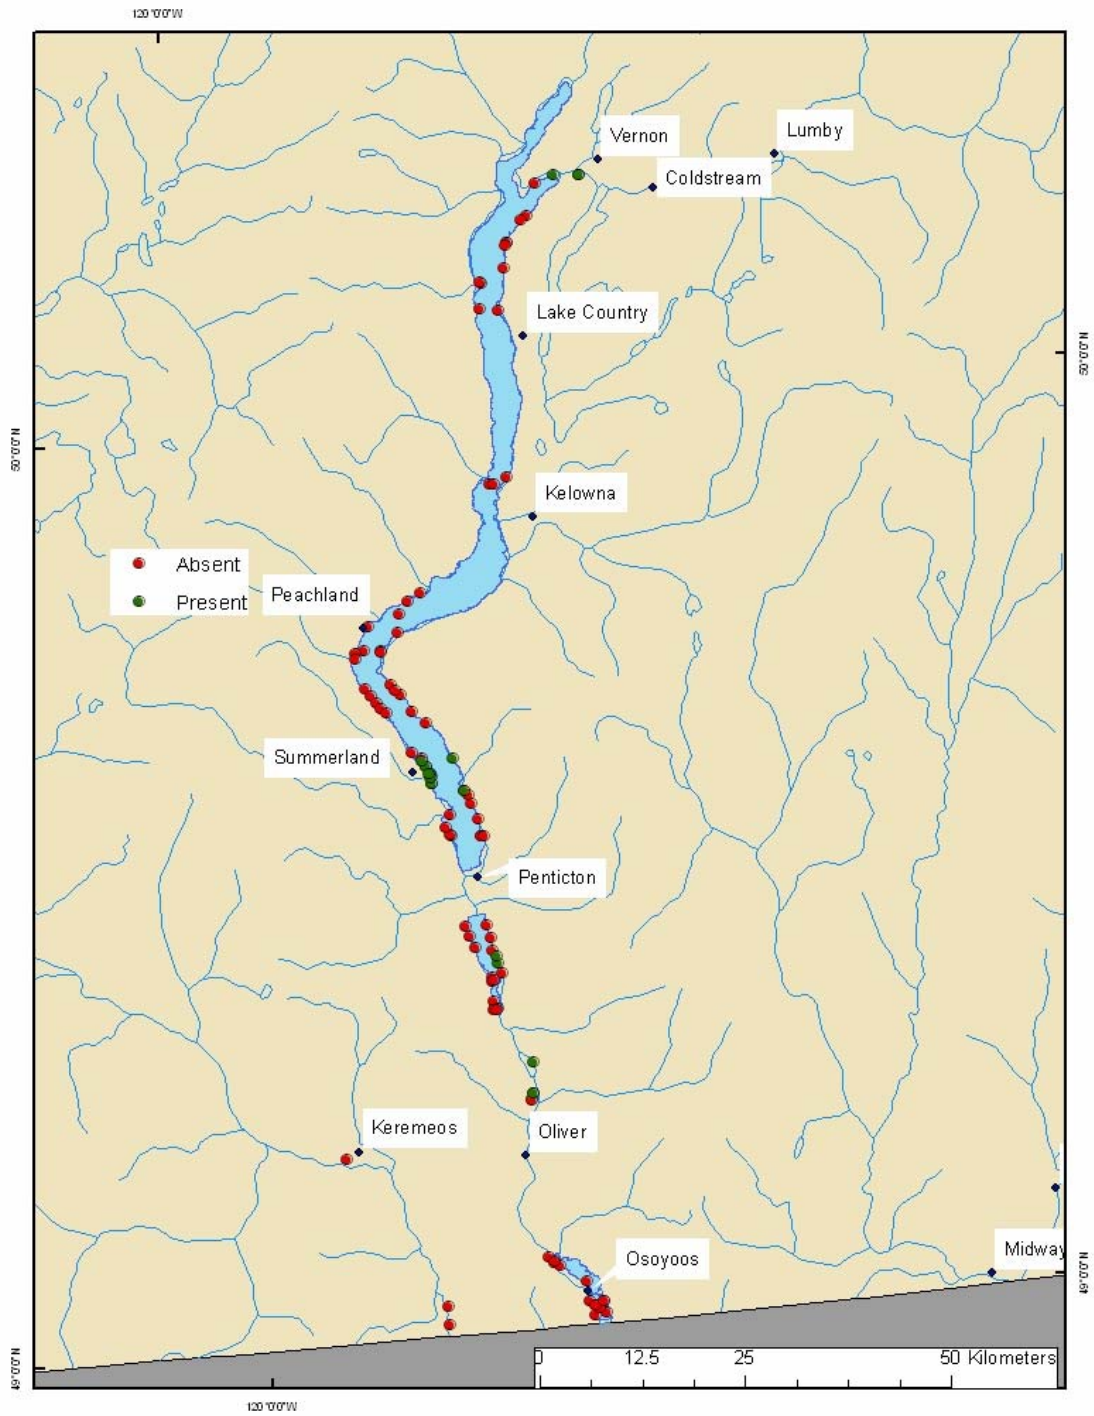 120°0'0"W
Vernon
Lumby
Coldstream
Lake Country
50°0'0"N
50°0'0"N
Kelowna
Absent
Present
Peachland
Summerland
Penticton
Keremeos
Oliver
Osoyoos
Midway
49°0'0"N
49°0'0"N
0 12.5 25 50 Kilometers
120°0'0"W